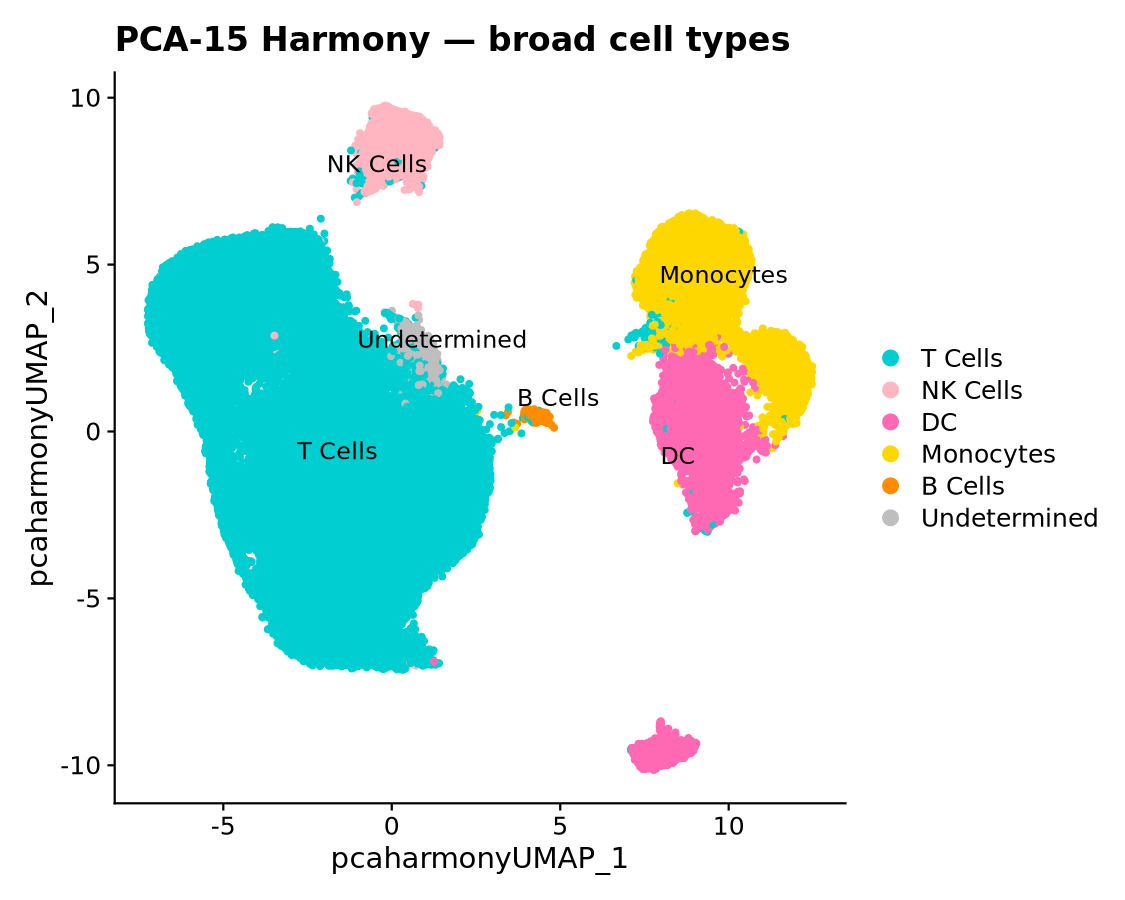 PCA-15 Harmony — broad cell types
pcaharmonyUMAP_2
10
5
0
-5
-10
NK Cells
Undetermined
T Cells
B Cells
Monocytes
DC
T Cells
NK Cells
DC
Monocytes
B Cells
Undetermined
-5
0
5
10
pcaharmonyUMAP_1